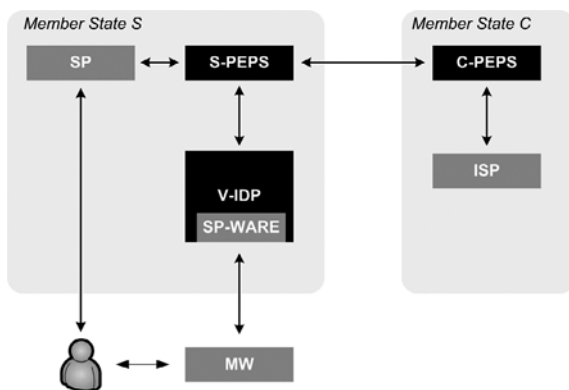 Member State S
Member State C
SP
S-PEPS
C-PEPS
V-IDP
SP-WARE
ISP
MW